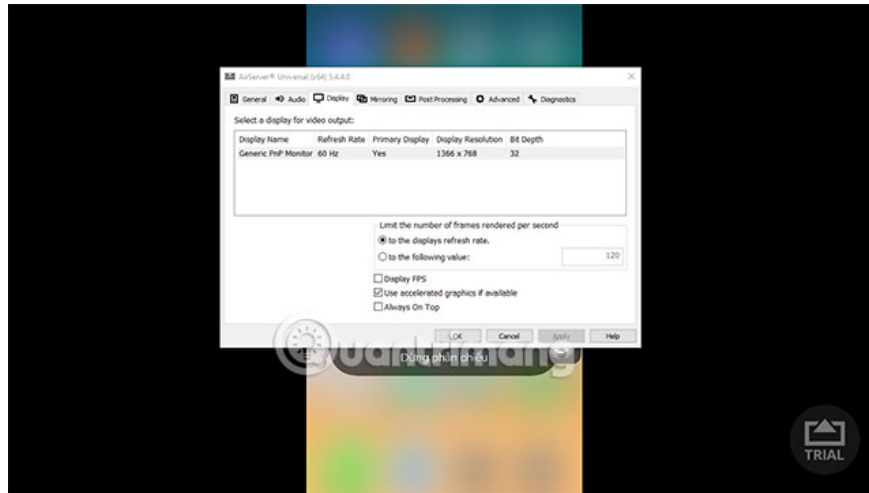 AirServer® Universal (x64) 5.4.4.0
General Audio Display Mirroring Post Processing Advanced Diagnostics
Select a display for video output:
Display Name Refresh Rate Primary Display Display Resolution Bit Depth
Generic PnP Monitor 60 Hz Yes 1366 x 768 32
Limit the number of frames rendered per second
to the displays refresh rate.
to the following value: 120
Display FPS
Use accelerated graphics if available
Always On Top
OK Cancel Apply Help
Quantrimang
Dừng phản chiếu
TRIAL